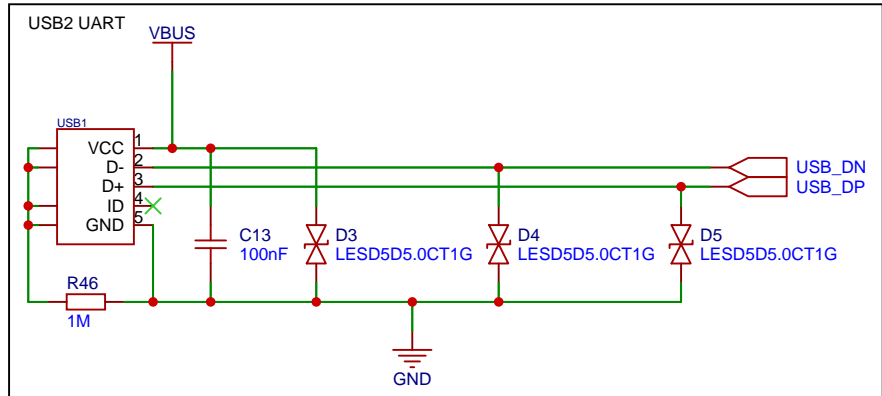 USB2 UART
VBUS
USB1
VCC 1
D- 2
D+ 3
ID 4
GND 5
USB_DN
USB_DP
C13
100nF
D3
LESD5D5.0CT1G
D4
LESD5D5.0CT1G
D5
LESD5D5.0CT1G
R46
1M
GND